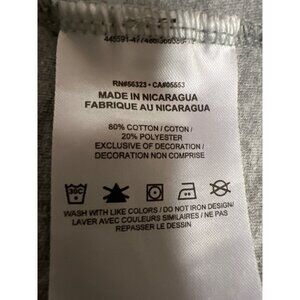 RN#56323 • CA#05553
MADE IN NICARAGUA
FABRIQUE AU NICARAGUA
80% COTTON / COTON /
20% POLYESTER
EXCLUSIVE OF DECORATION /
DECORATION NON COMPRISE
30C
WASH WITH LIKE COLORS / DO NOT IRON DESIGN/
LAVER AVEC COULEURS SIMILAIRES / NE PAS
REPASSER LE DESSIN